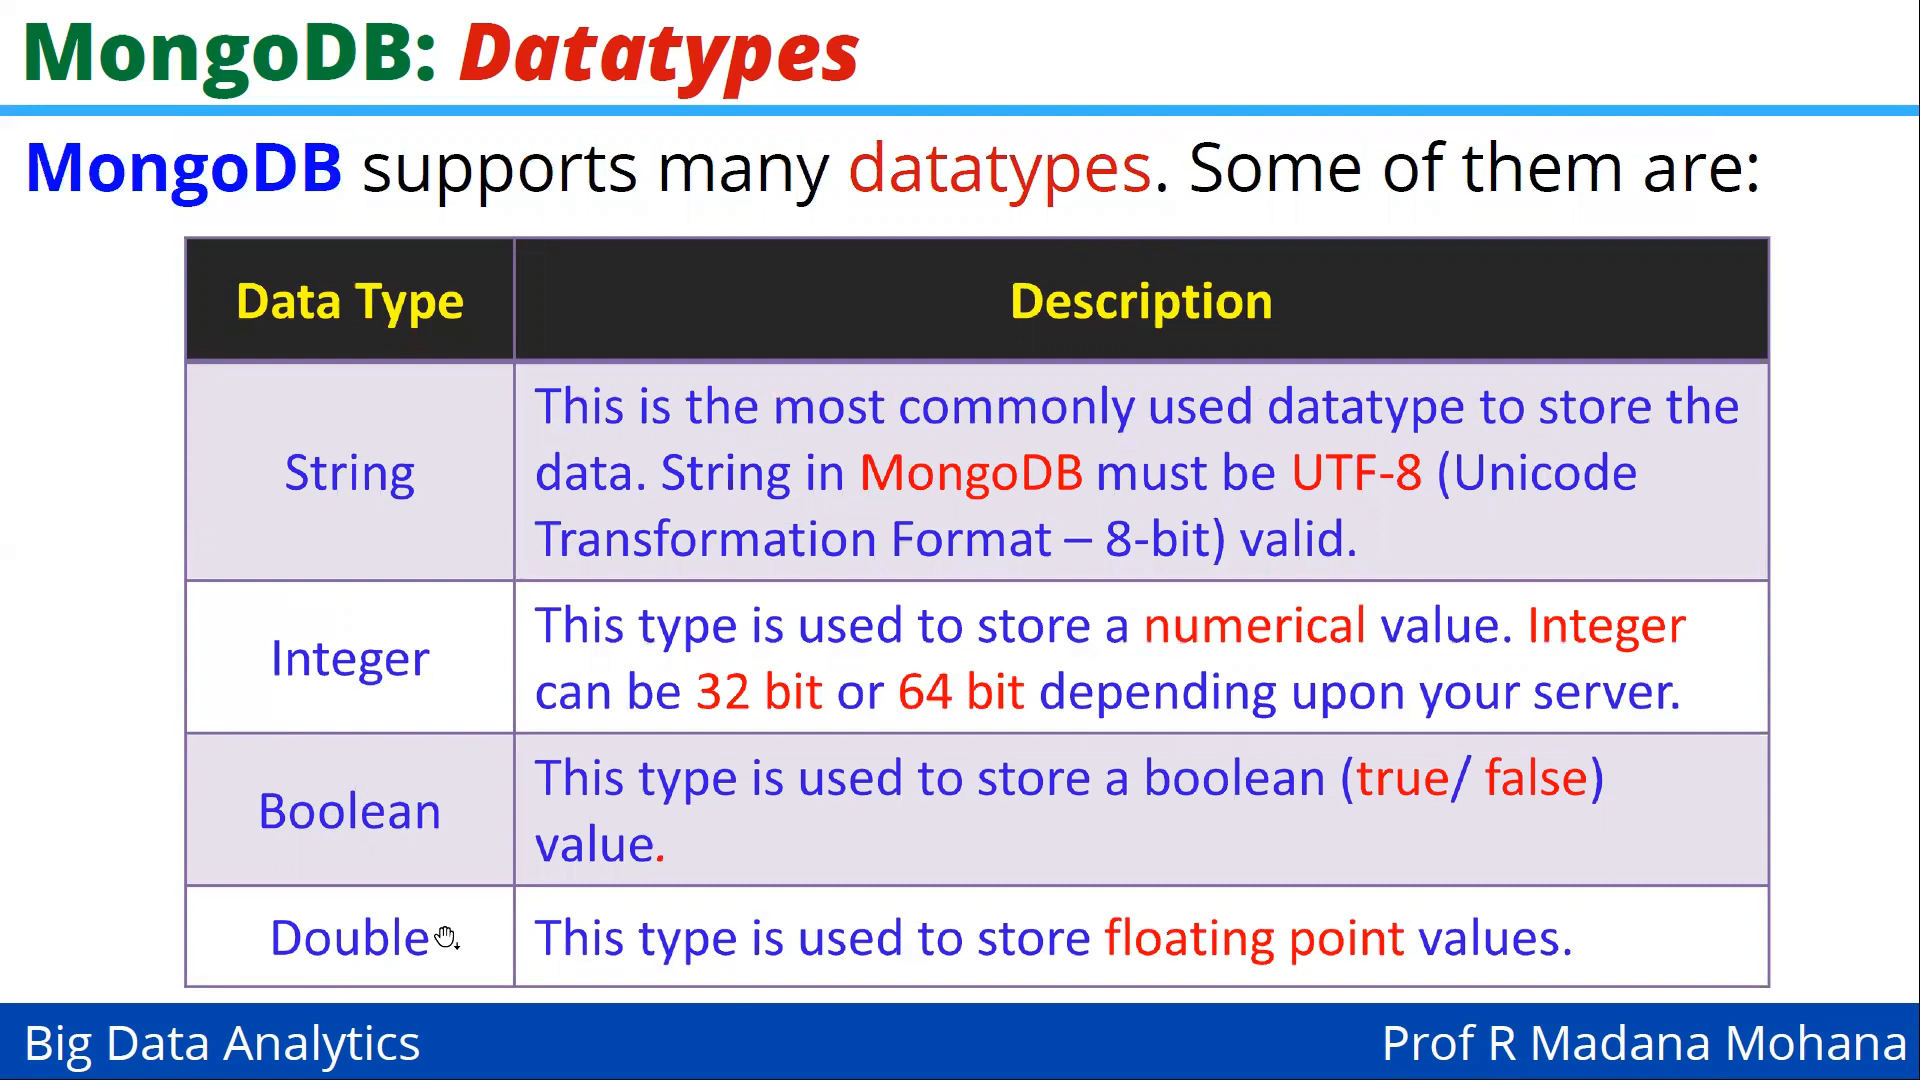 MongoDB: Datatypes
MongoDB supports many datatypes. Some of them are:
Data Type
Description
String
This is the most commonly used datatype to store the
data. String in MongoDB must be UTF-8 (Unicode
Transformation Format – 8-bit) valid.
Integer
This type is used to store a numerical value. Integer
can be 32 bit or 64 bit depending upon your server.
Boolean
This type is used to store a boolean (true/ false)
value.
Double
This type is used to store floating point values.
Big Data Analytics
Prof R Madana Mohana